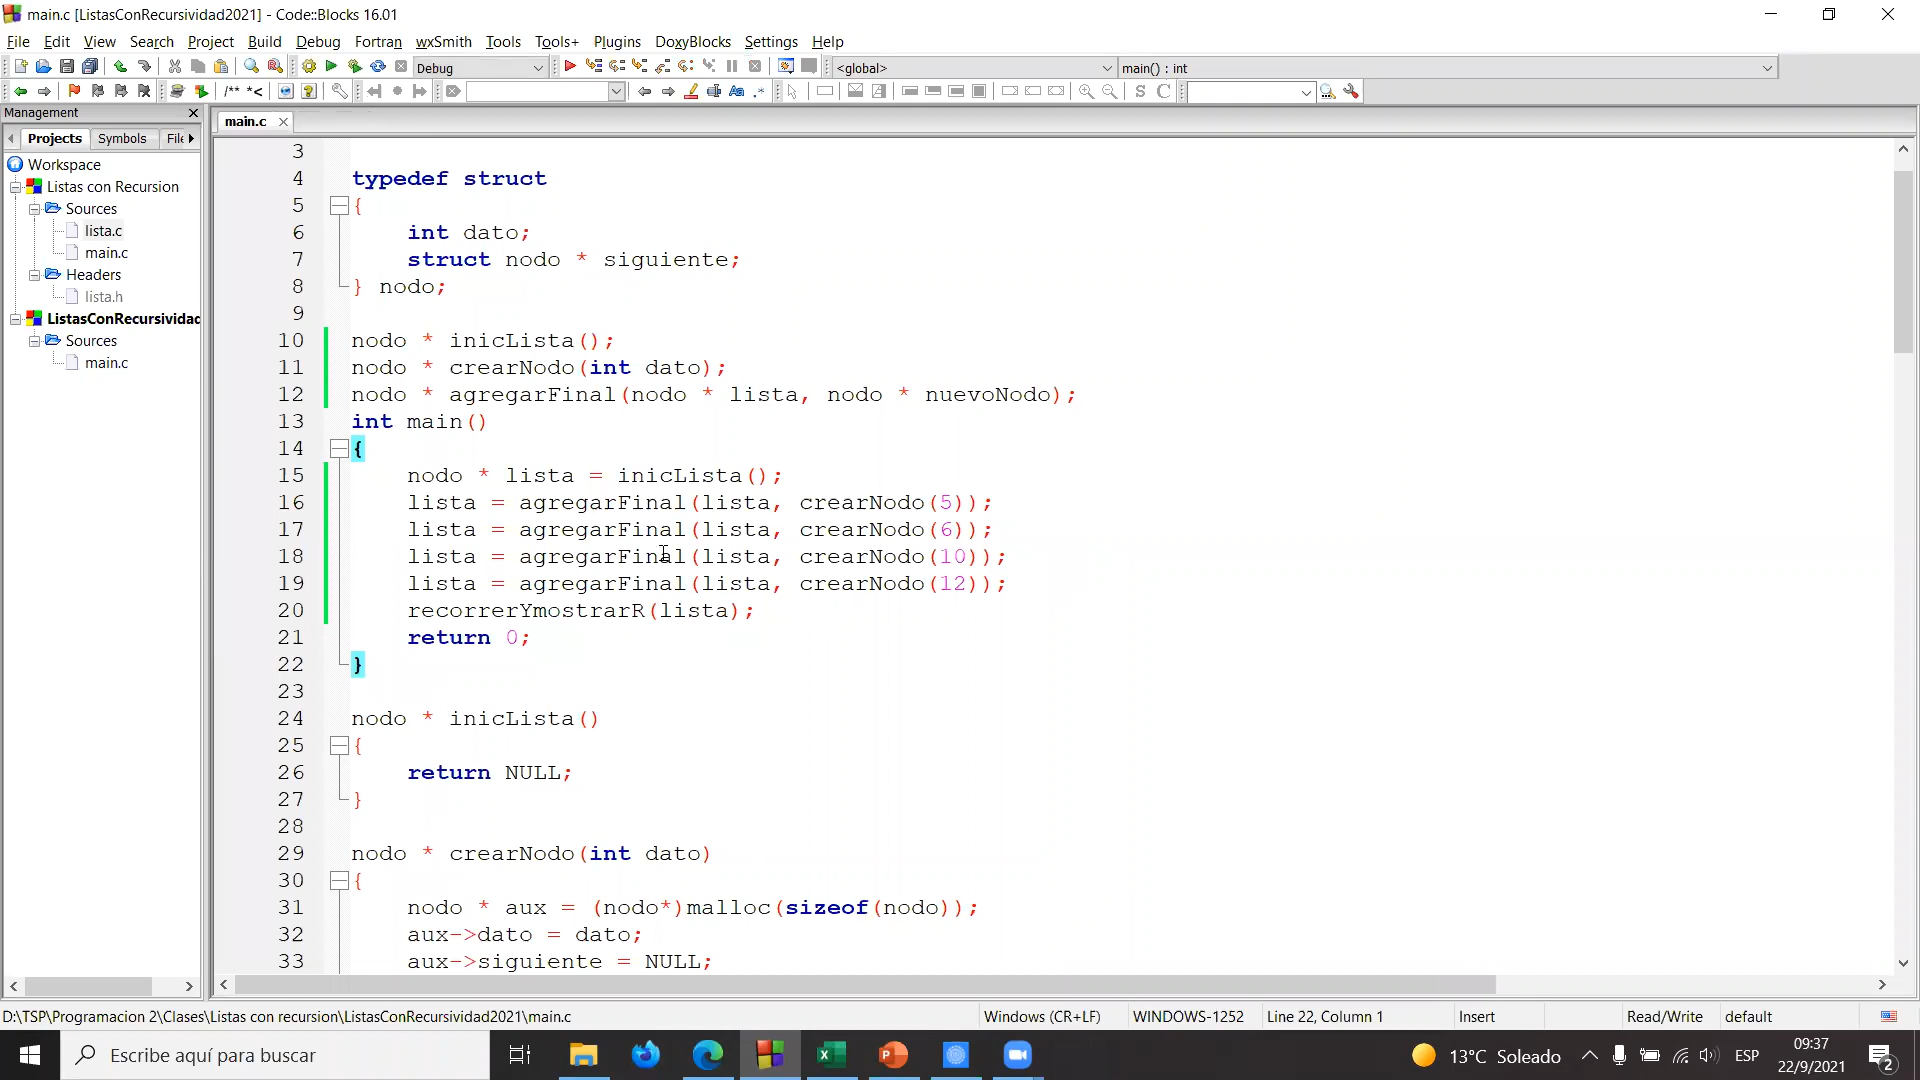 main.c [ListasConRecursividad2021] - Code::Blocks 16.01
File Edit View Search Project Build Debug Fortran wxSmith Tools Tools+ Plugins DoxyBlocks Settings Help
Debug <global> main() : int
/** *< Aa .* S C
Management
Projects Symbols File
main.c
Workspace
Listas con Recursion
Sources
lista.c
main.c
Headers
lista.h
ListasConRecursividad
Sources
main.c
3
4 typedef struct
5 {
6 int dato;
7 struct nodo * siguiente;
8 } nodo;
9
10 nodo * inicLista();
11 nodo * crearNodo(int dato);
12 nodo * agregarFinal(nodo * lista, nodo * nuevoNodo);
13 int main()
14 {
15 nodo * lista = inicLista();
16 lista = agregarFinal(lista, crearNodo(5));
17 lista = agregarFinal(lista, crearNodo(6));
18 lista = agregarFinal(lista, crearNodo(10));
19 lista = agregarFinal(lista, crearNodo(12));
20 recorrerYmostrarR(lista);
21 return 0;
22 }
23
24 nodo * inicLista()
25 {
26 return NULL;
27 }
28
29 nodo * crearNodo(int dato)
30 {
31 nodo * aux = (nodo*)malloc(sizeof(nodo));
32 aux->dato = dato;
33 aux->siguiente = NULL;
D:\TSP\Programacion 2\Clases\Listas con recursion\ListasConRecursividad2021\main.c Windows (CR+LF) WINDOWS-1252 Line 22, Column 1 Insert Read/Write default
Escribe aquí para buscar
13°C Soleado
ESP
09:37
22/9/2021
2